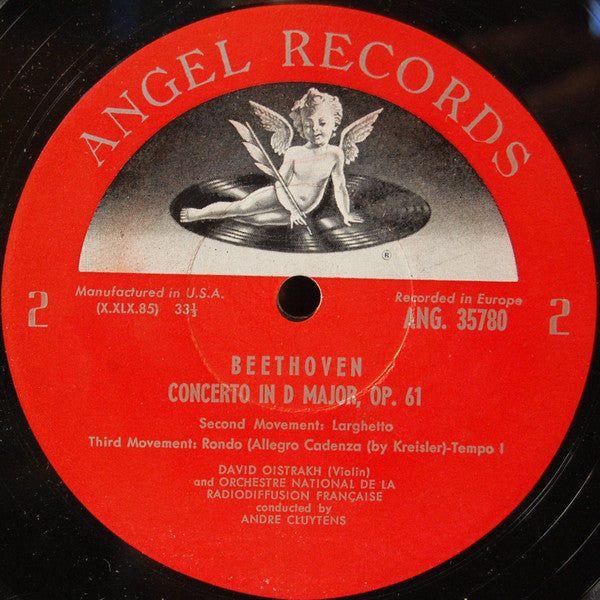 ANGEL RECORDS
®
2
Manufactured in U.S.A.
(X.XLX.85) 33⅓
Recorded in Europe
ANG. 35780
2
BEETHOVEN
CONCERTO IN D MAJOR, OP. 61
Second Movement: Larghetto
Third Movement: Rondo (Allegro Cadenza (by Kreisler)-Tempo I
DAVID OISTRAKH (Violin)
and ORCHESTRE NATIONAL DE LA
RADIODIFFUSION FRANÇAISE
conducted by
ANDRE CLUYTENS